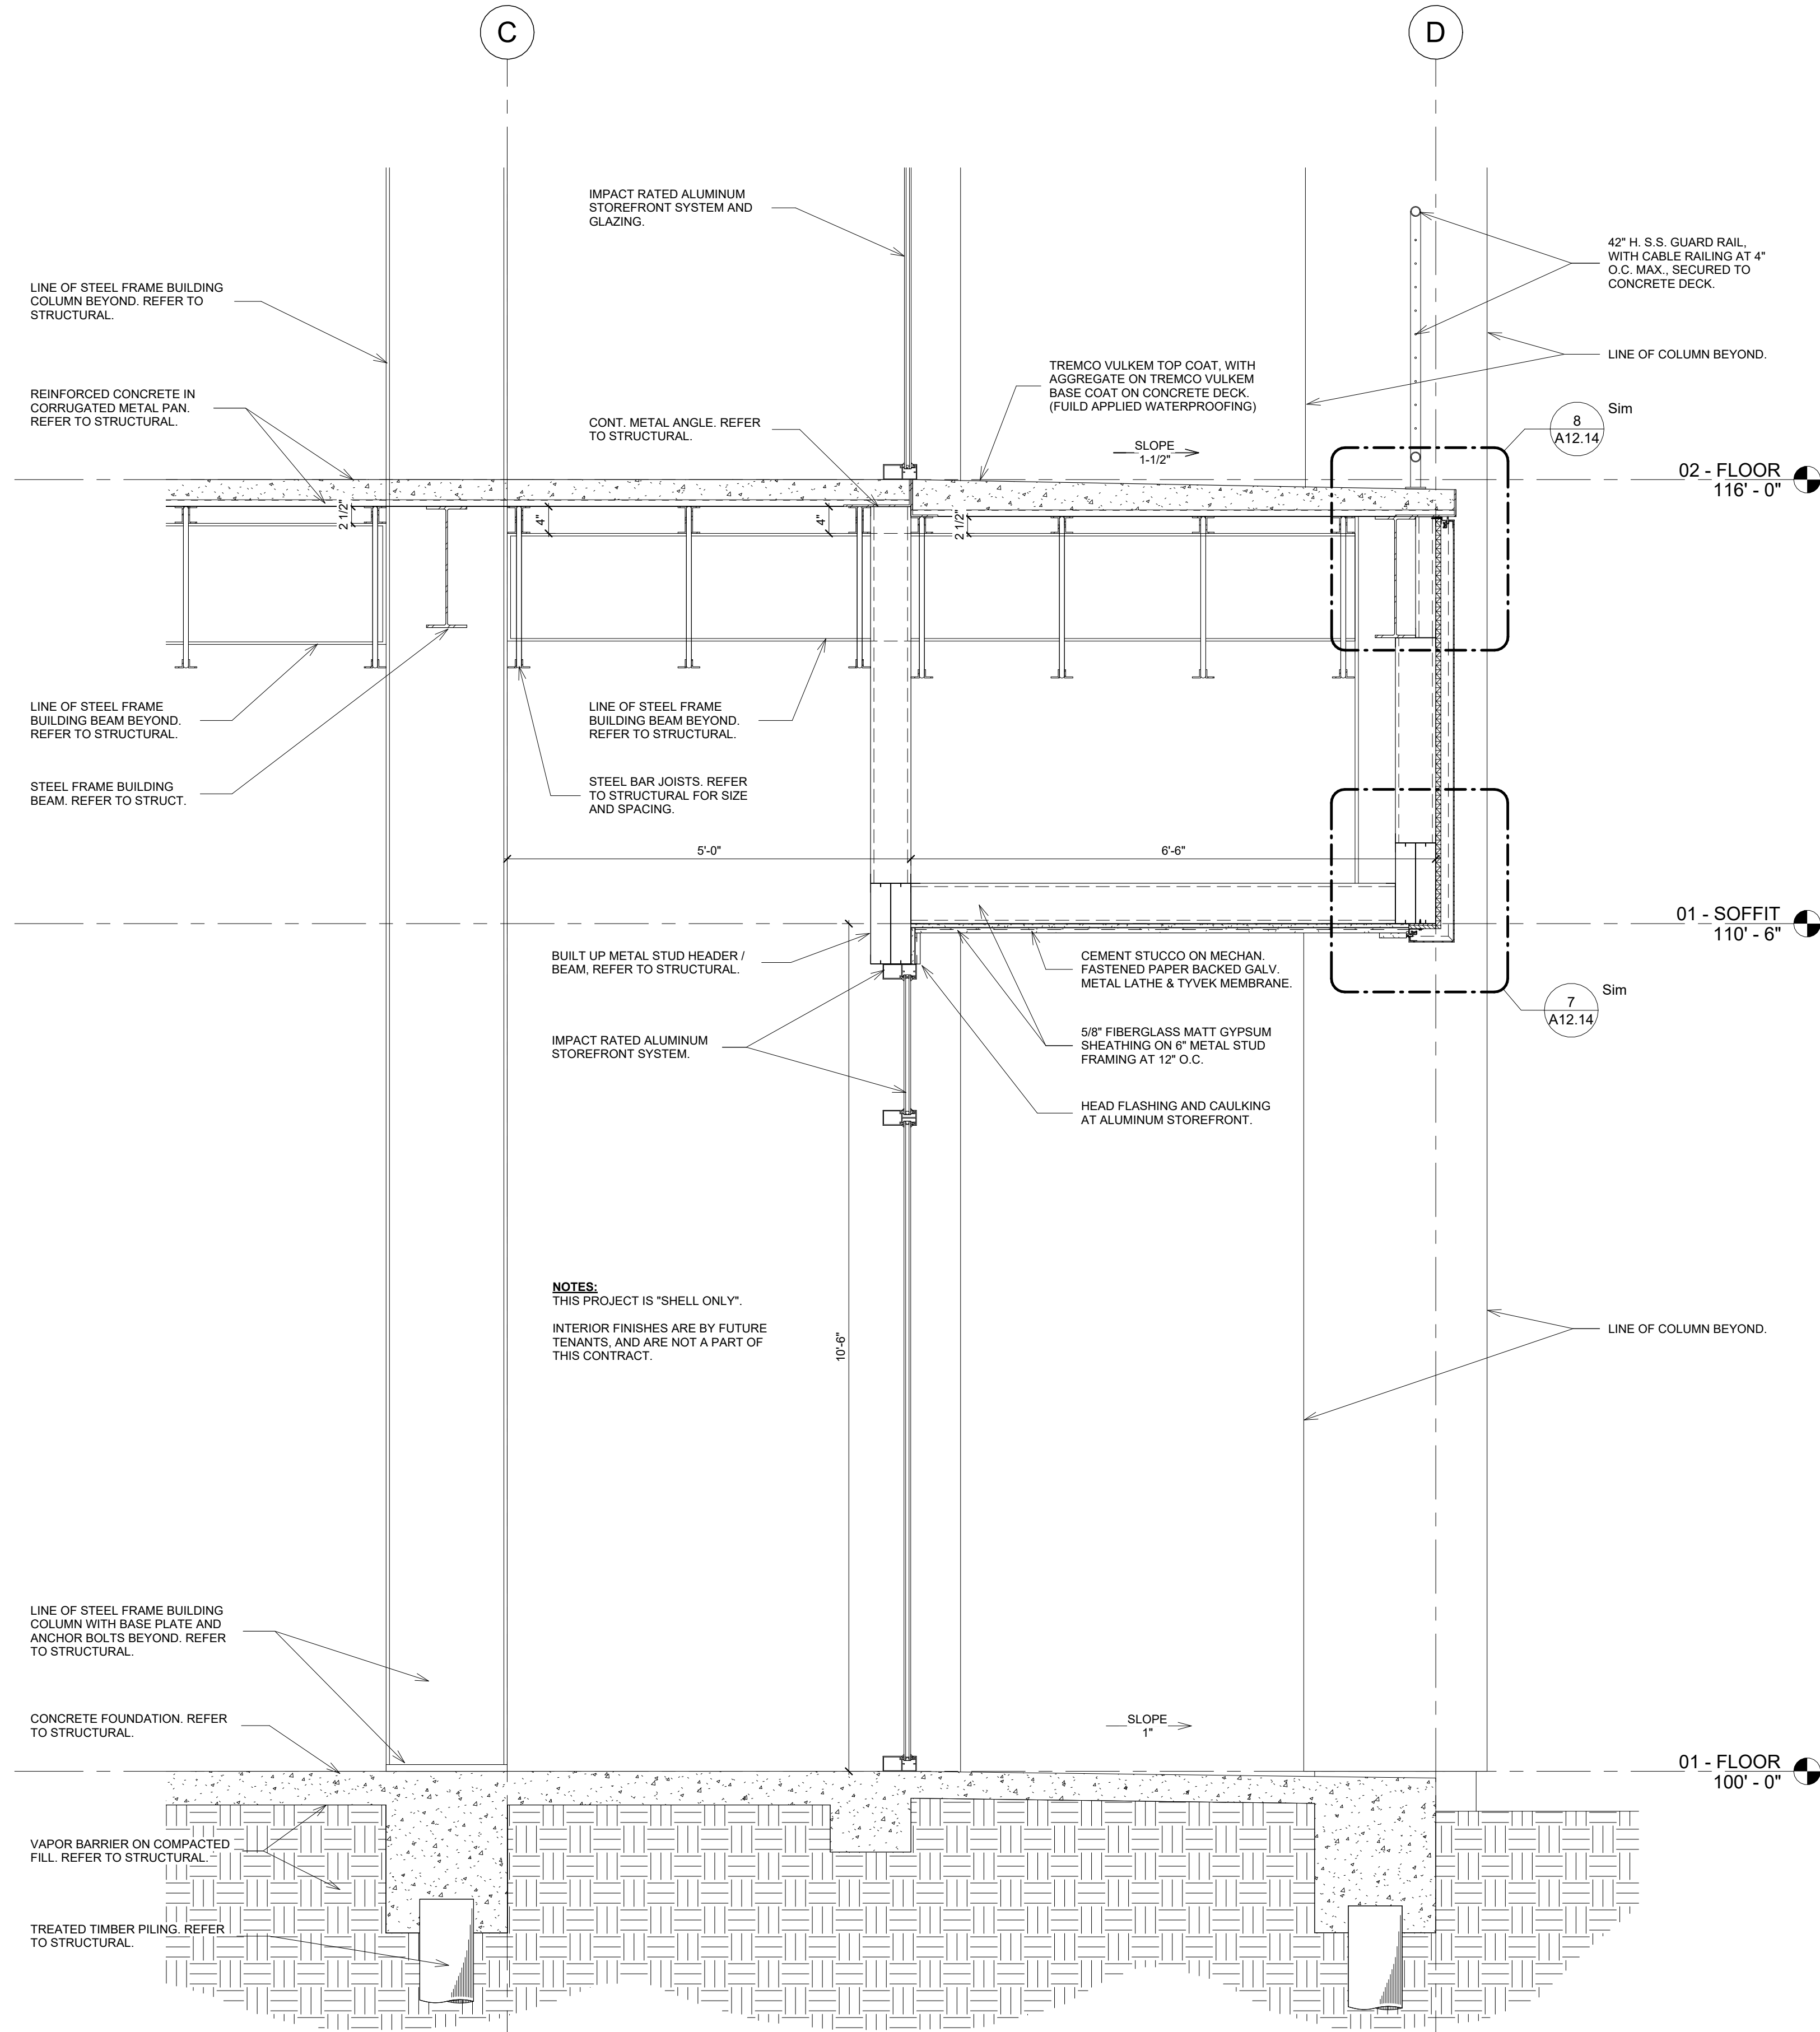 C
D
IMPACT RATED ALUMINUM
STOREFRONT SYSTEM AND
GLAZING.
42" H. S.S. GUARD RAIL,
WITH CABLE RAILING AT 4"
O.C. MAX., SECURED TO
CONCRETE DECK.
LINE OF STEEL FRAME BUILDING
COLUMN BEYOND. REFER TO
STRUCTURAL.
LINE OF COLUMN BEYOND.
TREMCO VULKEM TOP COAT, WITH
AGGREGATE ON TREMCO VULKEM
BASE COAT ON CONCRETE DECK.
(FUILD APPLIED WATERPROOFING)
REINFORCED CONCRETE IN
CORRUGATED METAL PAN.
REFER TO STRUCTURAL.
CONT. METAL ANGLE. REFER
TO STRUCTURAL.
8
A12.14
Sim
SLOPE
1-1/2"
02 - FLOOR
116' - 0"
2 1/2"
4"
4"
2 1/2"
LINE OF STEEL FRAME
BUILDING BEAM BEYOND.
REFER TO STRUCTURAL.
LINE OF STEEL FRAME
BUILDING BEAM BEYOND.
REFER TO STRUCTURAL.
STEEL FRAME BUILDING
BEAM. REFER TO STRUCT.
STEEL BAR JOISTS. REFER
TO STRUCTURAL FOR SIZE
AND SPACING.
5'-0"
6'-6"
01 - SOFFIT
110' - 6"
BUILT UP METAL STUD HEADER /
BEAM, REFER TO STRUCTURAL.
CEMENT STUCCO ON MECHAN.
FASTENED PAPER BACKED GALV.
METAL LATHE & TYVEK MEMBRANE.
7
A12.14
Sim
IMPACT RATED ALUMINUM
STOREFRONT SYSTEM.
5/8" FIBERGLASS MATT GYPSUM
SHEATHING ON 6" METAL STUD
FRAMING AT 12" O.C.
HEAD FLASHING AND CAULKING
AT ALUMINUM STOREFRONT.
NOTES:
THIS PROJECT IS "SHELL ONLY".
INTERIOR FINISHES ARE BY FUTURE
TENANTS, AND ARE NOT A PART OF
THIS CONTRACT.
10'-6"
LINE OF COLUMN BEYOND.
LINE OF STEEL FRAME BUILDING
COLUMN WITH BASE PLATE AND
ANCHOR BOLTS BEYOND. REFER
TO STRUCTURAL.
CONCRETE FOUNDATION. REFER
TO STRUCTURAL.
SLOPE
1"
01 - FLOOR
100' - 0"
VAPOR BARRIER ON COMPACTED
FILL. REFER TO STRUCTURAL.
TREATED TIMBER PILING. REFER
TO STRUCTURAL.